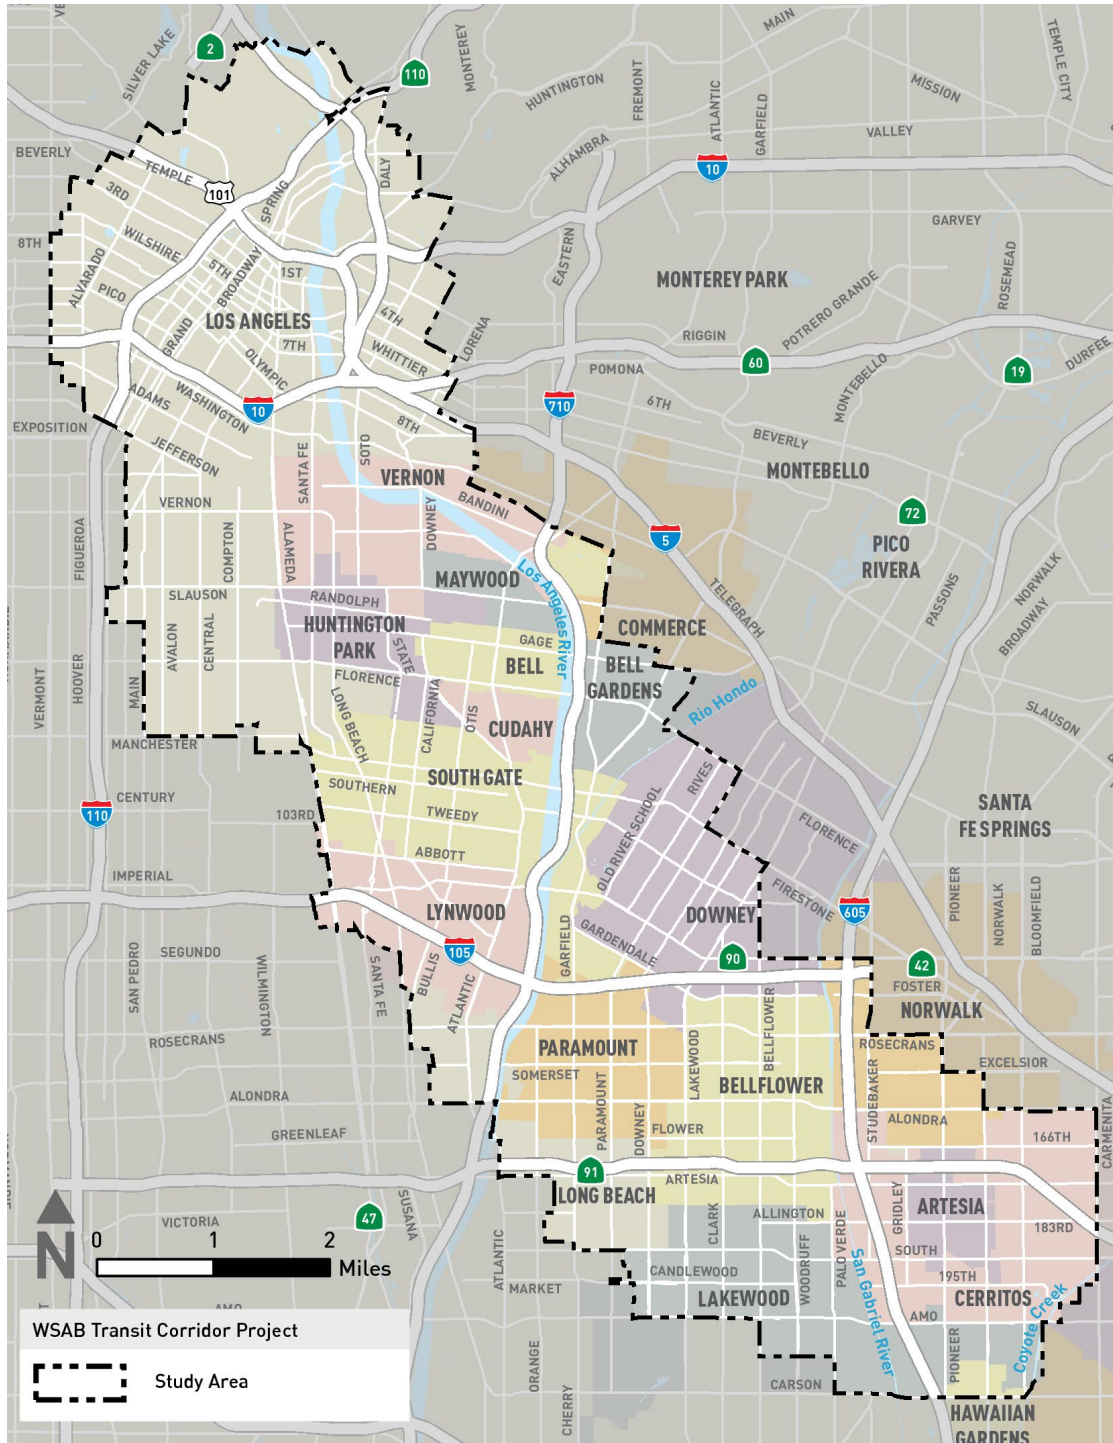 SILVER LAKE
2
110
MONTEREY
HUNTINGTON
FREMONT
ATLANTIC
GARFIELD
MAIN
MISSION
TEMPLE CITY
VALLEY
ALHAMBRA
10
BEVERLY
TEMPLE
101
3RD
SPRING
DALY
GARVEY
8TH
WILSHIRE
5TH
BROADWAY
1ST
ALVARADO
PICO
GRAND
LOS ANGELES
7TH
4TH
OLYMPIC
WHITTIER
LORENA
EASTERN
MONTEREY PARK
ROSEMEAD
POTRERO GRANDE
RIGGIN
60
POMONA
19
DURFEE
ADAMS
WASHINGTON
10
710
6TH
MONTEBELLO
EXPOSITION
8TH
BEVERLY
JEFFERSON
SANTA FE
SOTO
VERNON
MONTEBELLO
VERNON
DOWNEY
BANDINI
72
FIGUEROA
COMPTON
ALAMEDA
5
PICO
RIVERA
MAYWOOD
Los Angeles River
SLAUSON
RANDOLPH
TELEGRAPH
PASSONS
NORWALK
BROADWAY
HUNTINGTON
PARK
STATE
GAGE
COMMERCE
AVALON
CENTRAL
BELL
BELL
GARDENS
VERMONT
HOOVER
MAIN
FLORENCE
LONG BEACH
CALIFORNIA
OTIS
Rio Hondo
SLAUSON
CUDAHY
MANCHESTER
SOUTH GATE
SOUTHERN
RIVES
CENTURY
110
103RD
TWEEDY
OLD RIVER SCHOOL
FLORENCE
SANTA
FE SPRINGS
ABBOTT
IMPERIAL
FIRESTONE
PIONEER
NORWALK
BLOOMFIELD
LYNWOOD
DOWNEY
605
105
GARFIELD
GARDENDALE
90
42
SAN PEDRO
SEGUNDO
WILMINGTON
SANTA FE
BULLIS
ATLANTIC
FOSTER
NORWALK
ROSECRANS
PARAMOUNT
LAKEWOOD
BELLFLOWER
ROSECRANS
EXCELSIOR
SOMERSET
PARAMOUNT
BELLFLOWER
STUDEBAKER
ALONDRA
DOWNEY
FLOWER
ALONDRA
CARMENITA
GREENLEAF
166TH
91
ARTESIA
LONG BEACH
ARTESIA
VICTORIA
47
SUSANA
CLARK
ALLINGTON
PALO VERDE
GRIDLEY
183RD
N
0 1 2
Miles
ATLANTIC
WOODRUFF
SOUTH
CANDLEWOOD
195TH
MARKET
LAKEWOOD
San Gabriel River
CERRITOS
Coyote Creek
AMO
AMO
WSAB Transit Corridor Project
Study Area
ORANGE
CHERRY
CARSON
PIONEER
HAWAIIAN
GARDENS